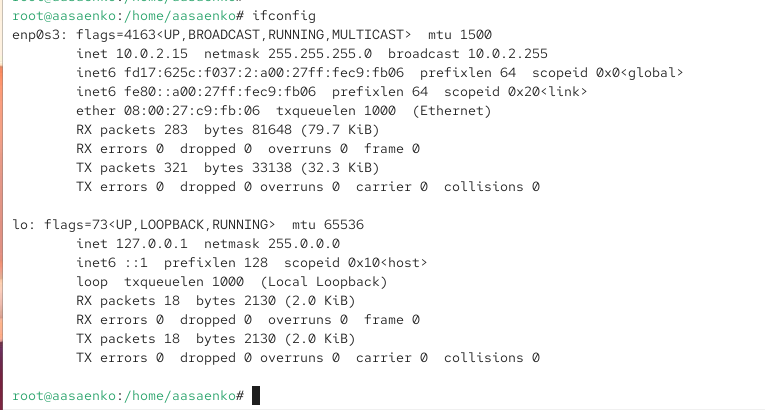 root@aasaenko:/home/aasaenko# ifconfig
enp0s3: flags=4163<UP,BROADCAST,RUNNING,MULTICAST>  mtu 1500
        inet 10.0.2.15  netmask 255.255.255.0  broadcast 10.0.2.255
        inet6 fd17:625c:f037:2:a00:27ff:fec9:fb06  prefixlen 64  scopeid 0x0<global>
        inet6 fe80::a00:27ff:fec9:fb06  prefixlen 64  scopeid 0x20<link>
        ether 08:00:27:c9:fb:06  txqueuelen 1000  (Ethernet)
        RX packets 283  bytes 81648 (79.7 KiB)
        RX errors 0  dropped 0  overruns 0  frame 0
        TX packets 321  bytes 33138 (32.3 KiB)
        TX errors 0  dropped 0 overruns 0  carrier 0  collisions 0

lo: flags=73<UP,LOOPBACK,RUNNING>  mtu 65536
        inet 127.0.0.1  netmask 255.0.0.0
        inet6 ::1  prefixlen 128  scopeid 0x10<host>
        loop  txqueuelen 1000  (Local Loopback)
        RX packets 18  bytes 2130 (2.0 KiB)
        RX errors 0  dropped 0  overruns 0  frame 0
        TX packets 18  bytes 2130 (2.0 KiB)
        TX errors 0  dropped 0 overruns 0  carrier 0  collisions 0

root@aasaenko:/home/aasaenko#